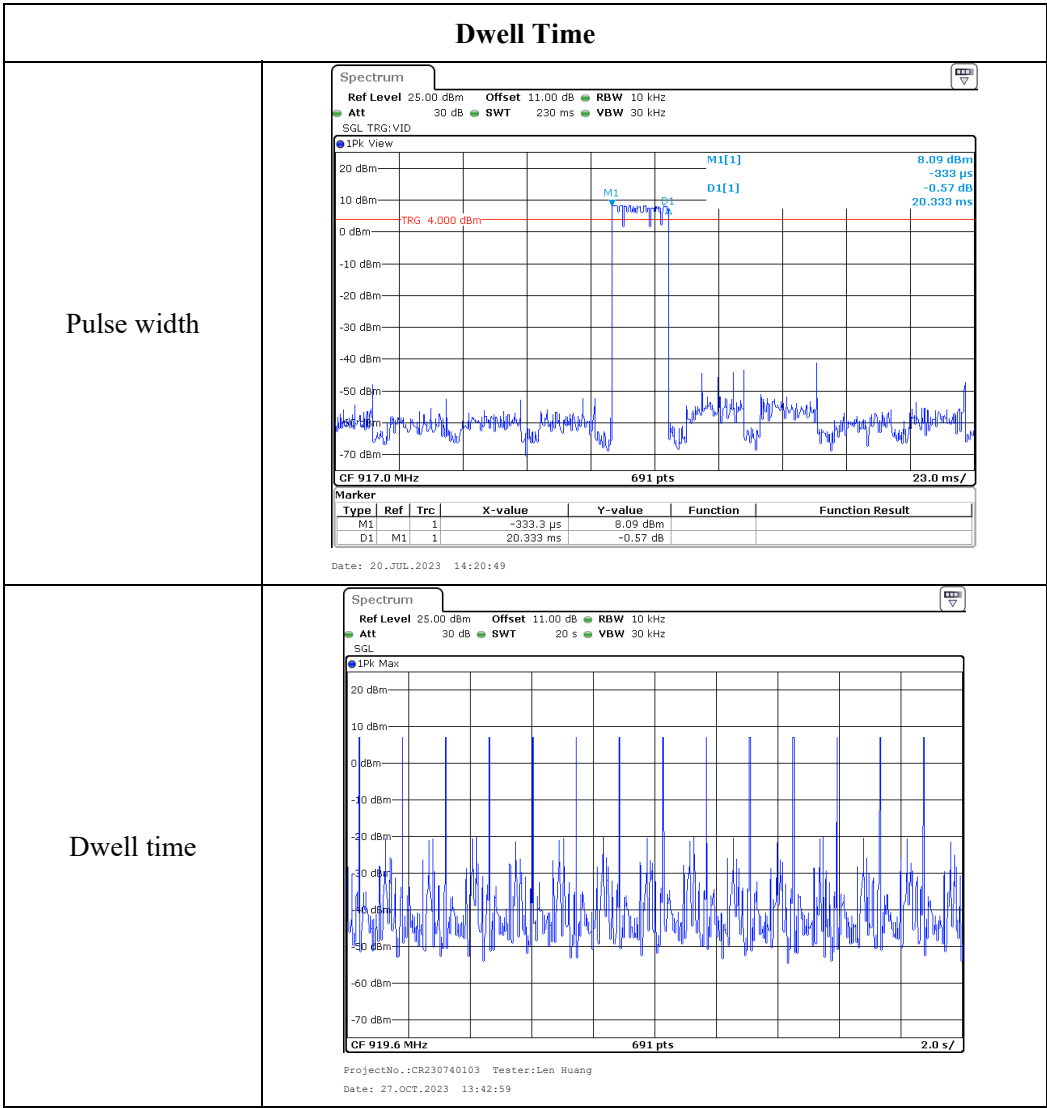 Dwell Time
Pulse width
Spectrum
Ref Level 25.00 dBm Offset 11.00 dB RBW 10 kHz
Att 30 dB SWT 230 ms VBW 30 kHz
SGL TRG:VID
1Pk View
M1[1] 8.09 dBm
-333 µs
D1[1] -0.57 dB
20.333 ms
20 dBm
M1
D1
10 dBm
TRG 4.000 dBm
0 dBm
-10 dBm
-20 dBm
-30 dBm
-40 dBm
-50 dBm
-60 dBm
-70 dBm
CF 917.0 MHz 691 pts 23.0 ms/
Marker
Type Ref Trc X-value Y-value Function Function Result
M1 1 -333.3 µs 8.09 dBm
D1 M1 1 20.333 ms -0.57 dB
Date: 20.JUL.2023 14:20:49
Dwell time
Spectrum
Ref Level 25.00 dBm Offset 11.00 dB RBW 10 kHz
Att 30 dB SWT 20 s VBW 30 kHz
SGL
1Pk Max
20 dBm
10 dBm
0 dBm
-10 dBm
-20 dBm
-30 dBm
-40 dBm
-50 dBm
-60 dBm
-70 dBm
CF 919.6 MHz 691 pts 2.0 s/
ProjectNo.:CR230740103 Tester:Len Huang
Date: 27.OCT.2023 13:42:59